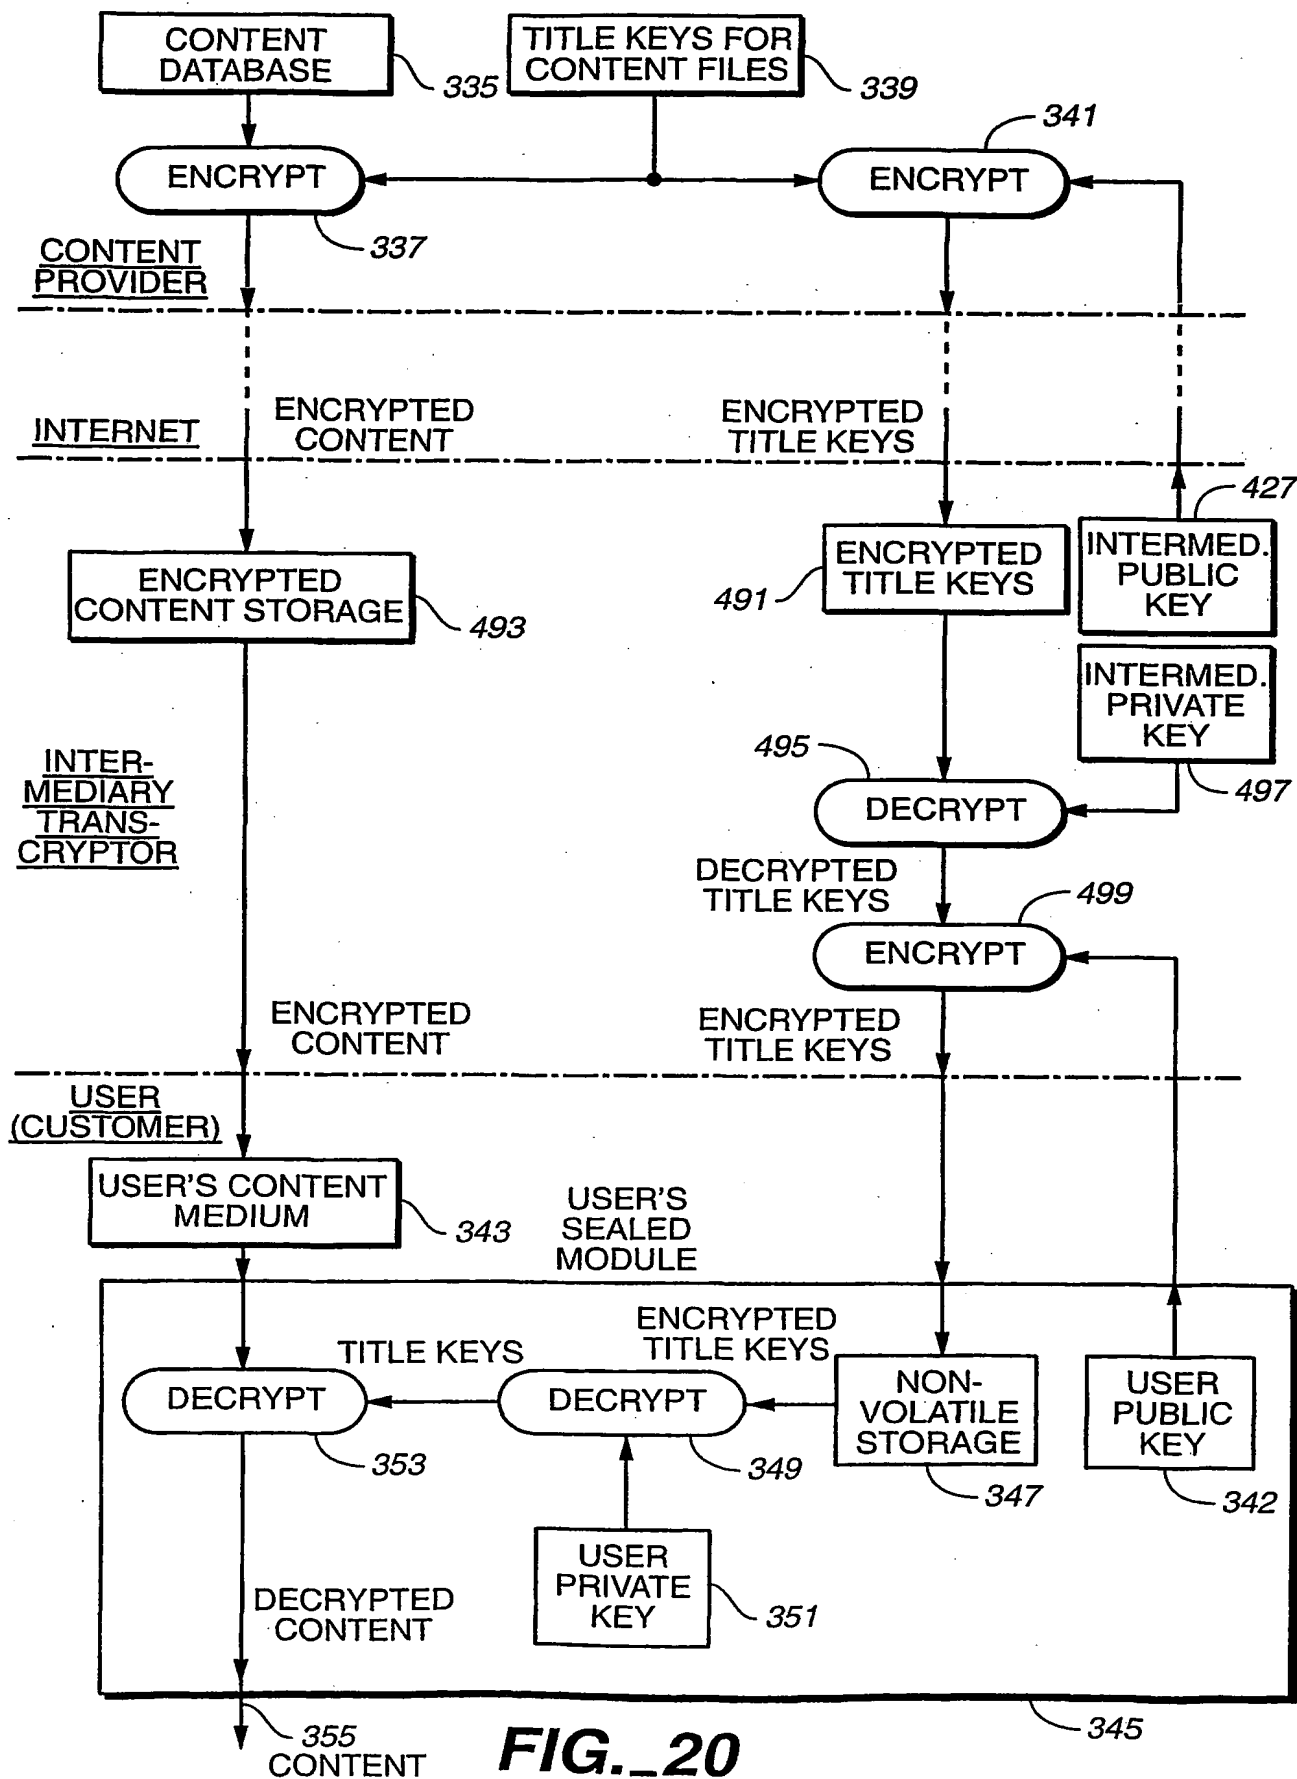 CONTENT
DATABASE
335
TITLE KEYS FOR
CONTENT FILES
339
341
ENCRYPT
337
ENCRYPT
CONTENT
PROVIDER
INTERNET
ENCRYPTED
CONTENT
ENCRYPTED
TITLE KEYS
427
ENCRYPTED
CONTENT STORAGE
493
491
ENCRYPTED
TITLE KEYS
INTERMED.
PUBLIC
KEY
INTERMED.
PRIVATE
KEY
497
INTER-
MEDIARY
TRANS-
CRYPTOR
495
DECRYPT
DECRYPTED
TITLE KEYS
499
ENCRYPT
ENCRYPTED
CONTENT
ENCRYPTED
TITLE KEYS
USER
(CUSTOMER)
USER'S CONTENT
MEDIUM
343
USER'S
SEALED
MODULE
ENCRYPTED
TITLE KEYS
TITLE KEYS
DECRYPT
353
DECRYPT
349
NON-
VOLATILE
STORAGE
347
USER
PUBLIC
KEY
342
USER
PRIVATE
KEY
351
DECRYPTED
CONTENT
355
CONTENT
345
FIG._20